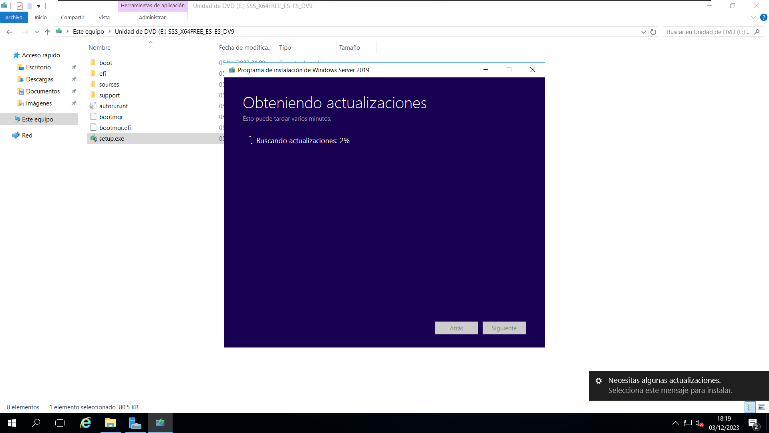 Herramientas de aplicación
Unidad de DVD (E:) SSS_X64FREE_ES-ES_DV9
Archivo
Inicio
Compartir
Vista
Administrar
Este equipo > Unidad de DVD (E:) SSS_X64FREE_ES-ES_DV9
Buscar en Unidad de DVD (E:) ...
Nombre
Fecha de modifica...
Tipo
Tamaño
Acceso rápido
Escritorio
Descargas
Documentos
Imágenes
Este equipo
Red
boot
efi
sources
support
autorun.inf
bootmgr
bootmgr.efi
setup.exe
Programa de instalación de Windows Server 2019
Obteniendo actualizaciones
Esto puede tardar varios minutos.
Buscando actualizaciones: 2%
Atrás
Siguiente
Necesitas algunas actualizaciones.
Selecciona este mensaje para instalar.
8 elementos
1 elemento seleccionado 80.5 KB
18:19
03/12/2023
2